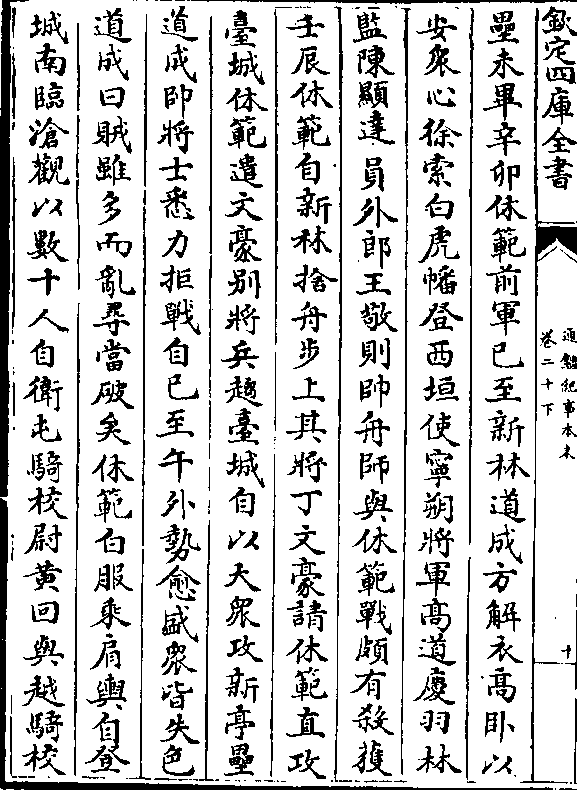 欽定四庫全書
通鑑紀事本末
卷二十下
十
壘未畢辛卯休範前軍已至新林道成方解衣高卧以
安衆心徐索白虎幡登西垣使寧朔將軍高道慶羽林
監陳顯達員外郎王敬則帥舟師與休範戰頗有殺獲
壬辰休範自新林捨舟步上其將丁文豪請休範直攻
臺城休範遣文豪别將兵趨臺城自以大衆攻新亭壘
道成帥將士悉力拒戰自巳至午外勢愈盛衆皆失色
道成曰賊雖多而亂尋當破矣休範白服乘肩輿自登
城南臨滄觀以數十人自衛屯騎校尉黄回與越騎校